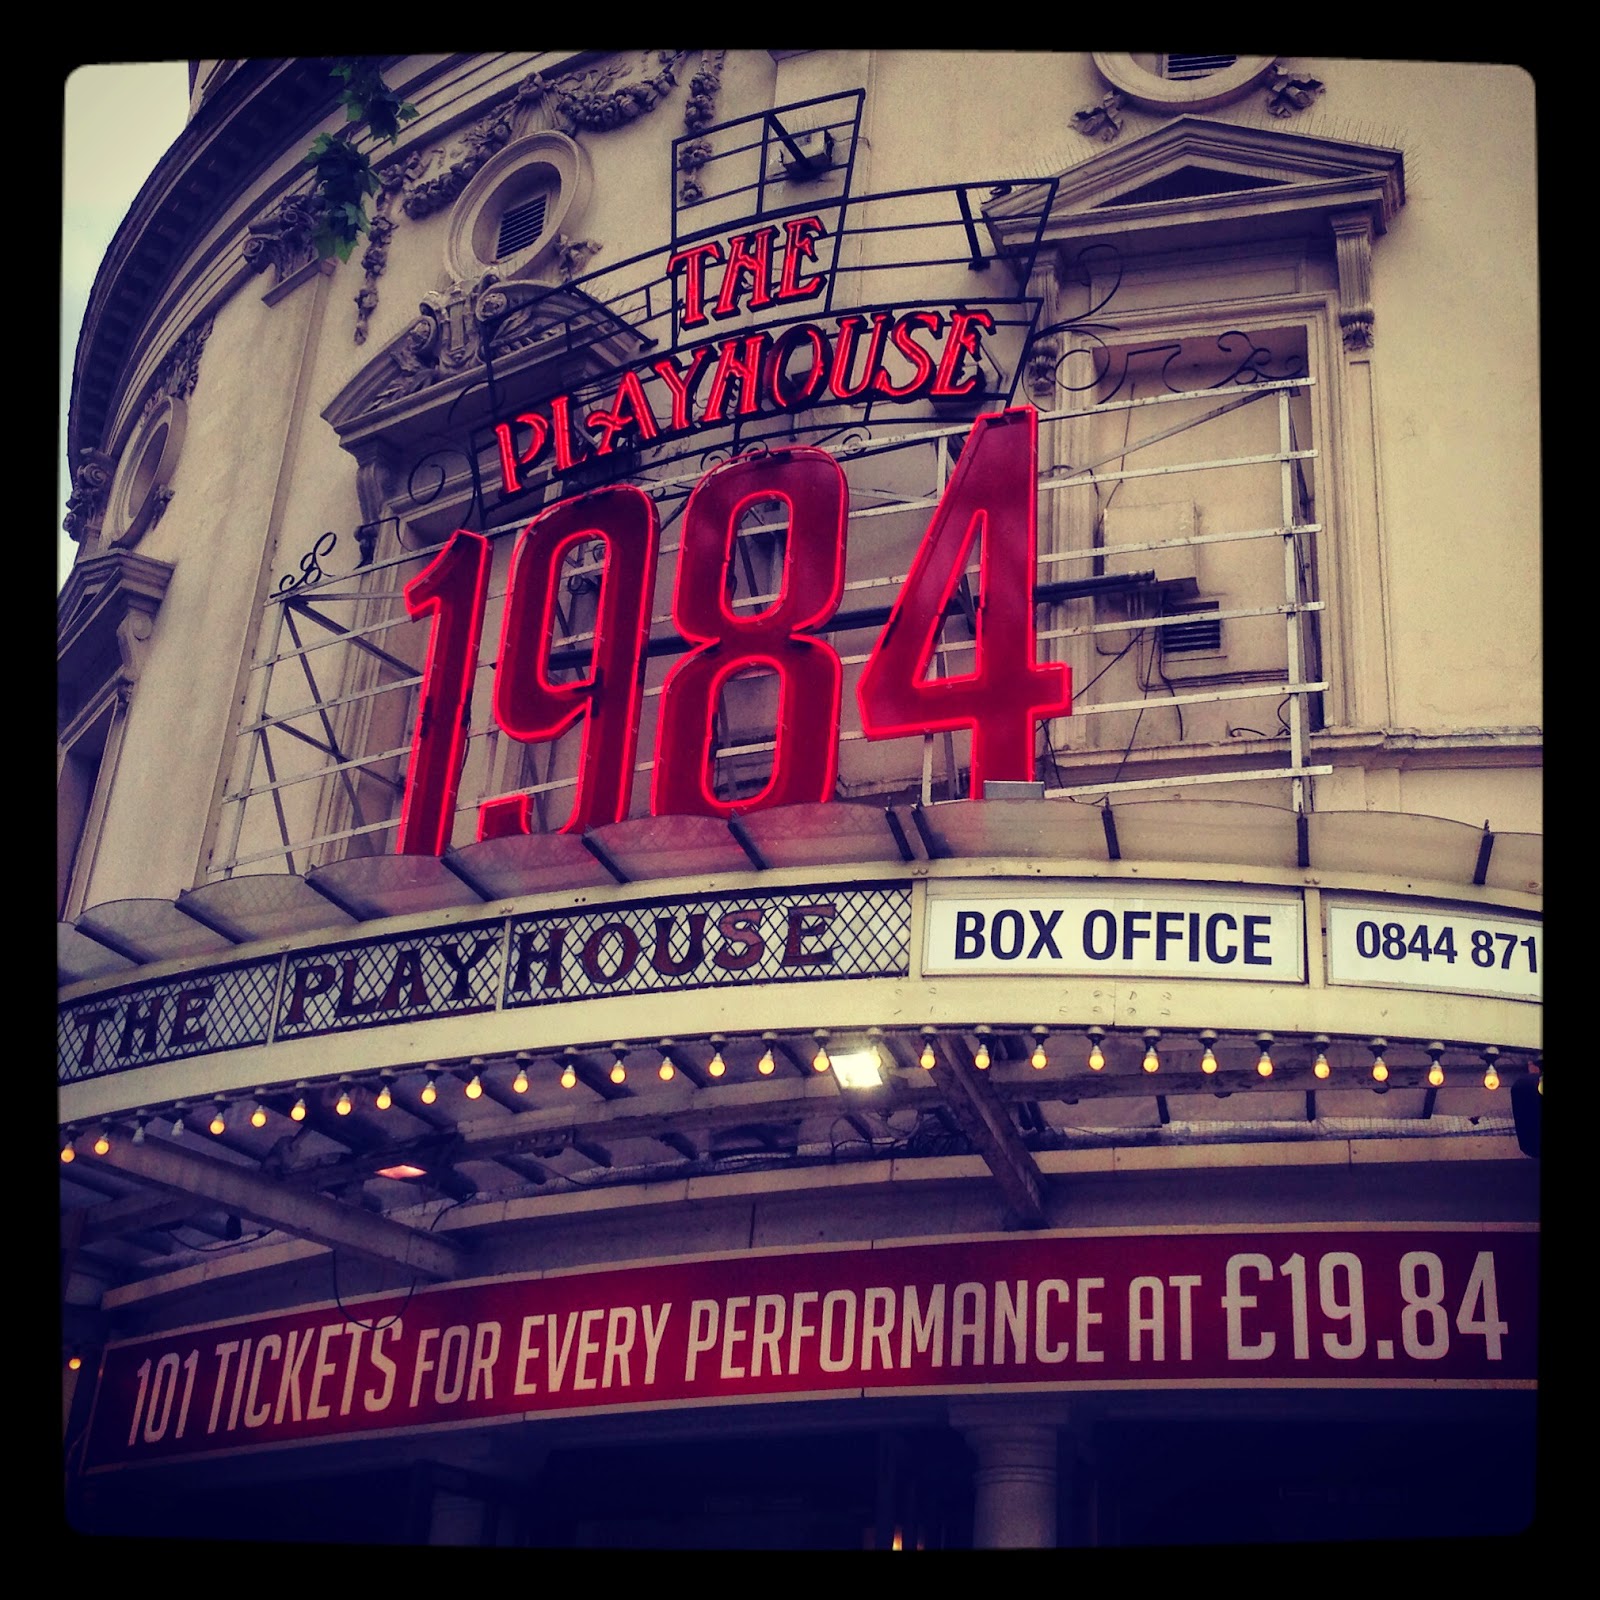 THE
PLAYHOUSE
1984
THE PLAYHOUSE
BOX OFFICE
0844 871
101 TICKETS FOR EVERY PERFORMANCE AT £19.84